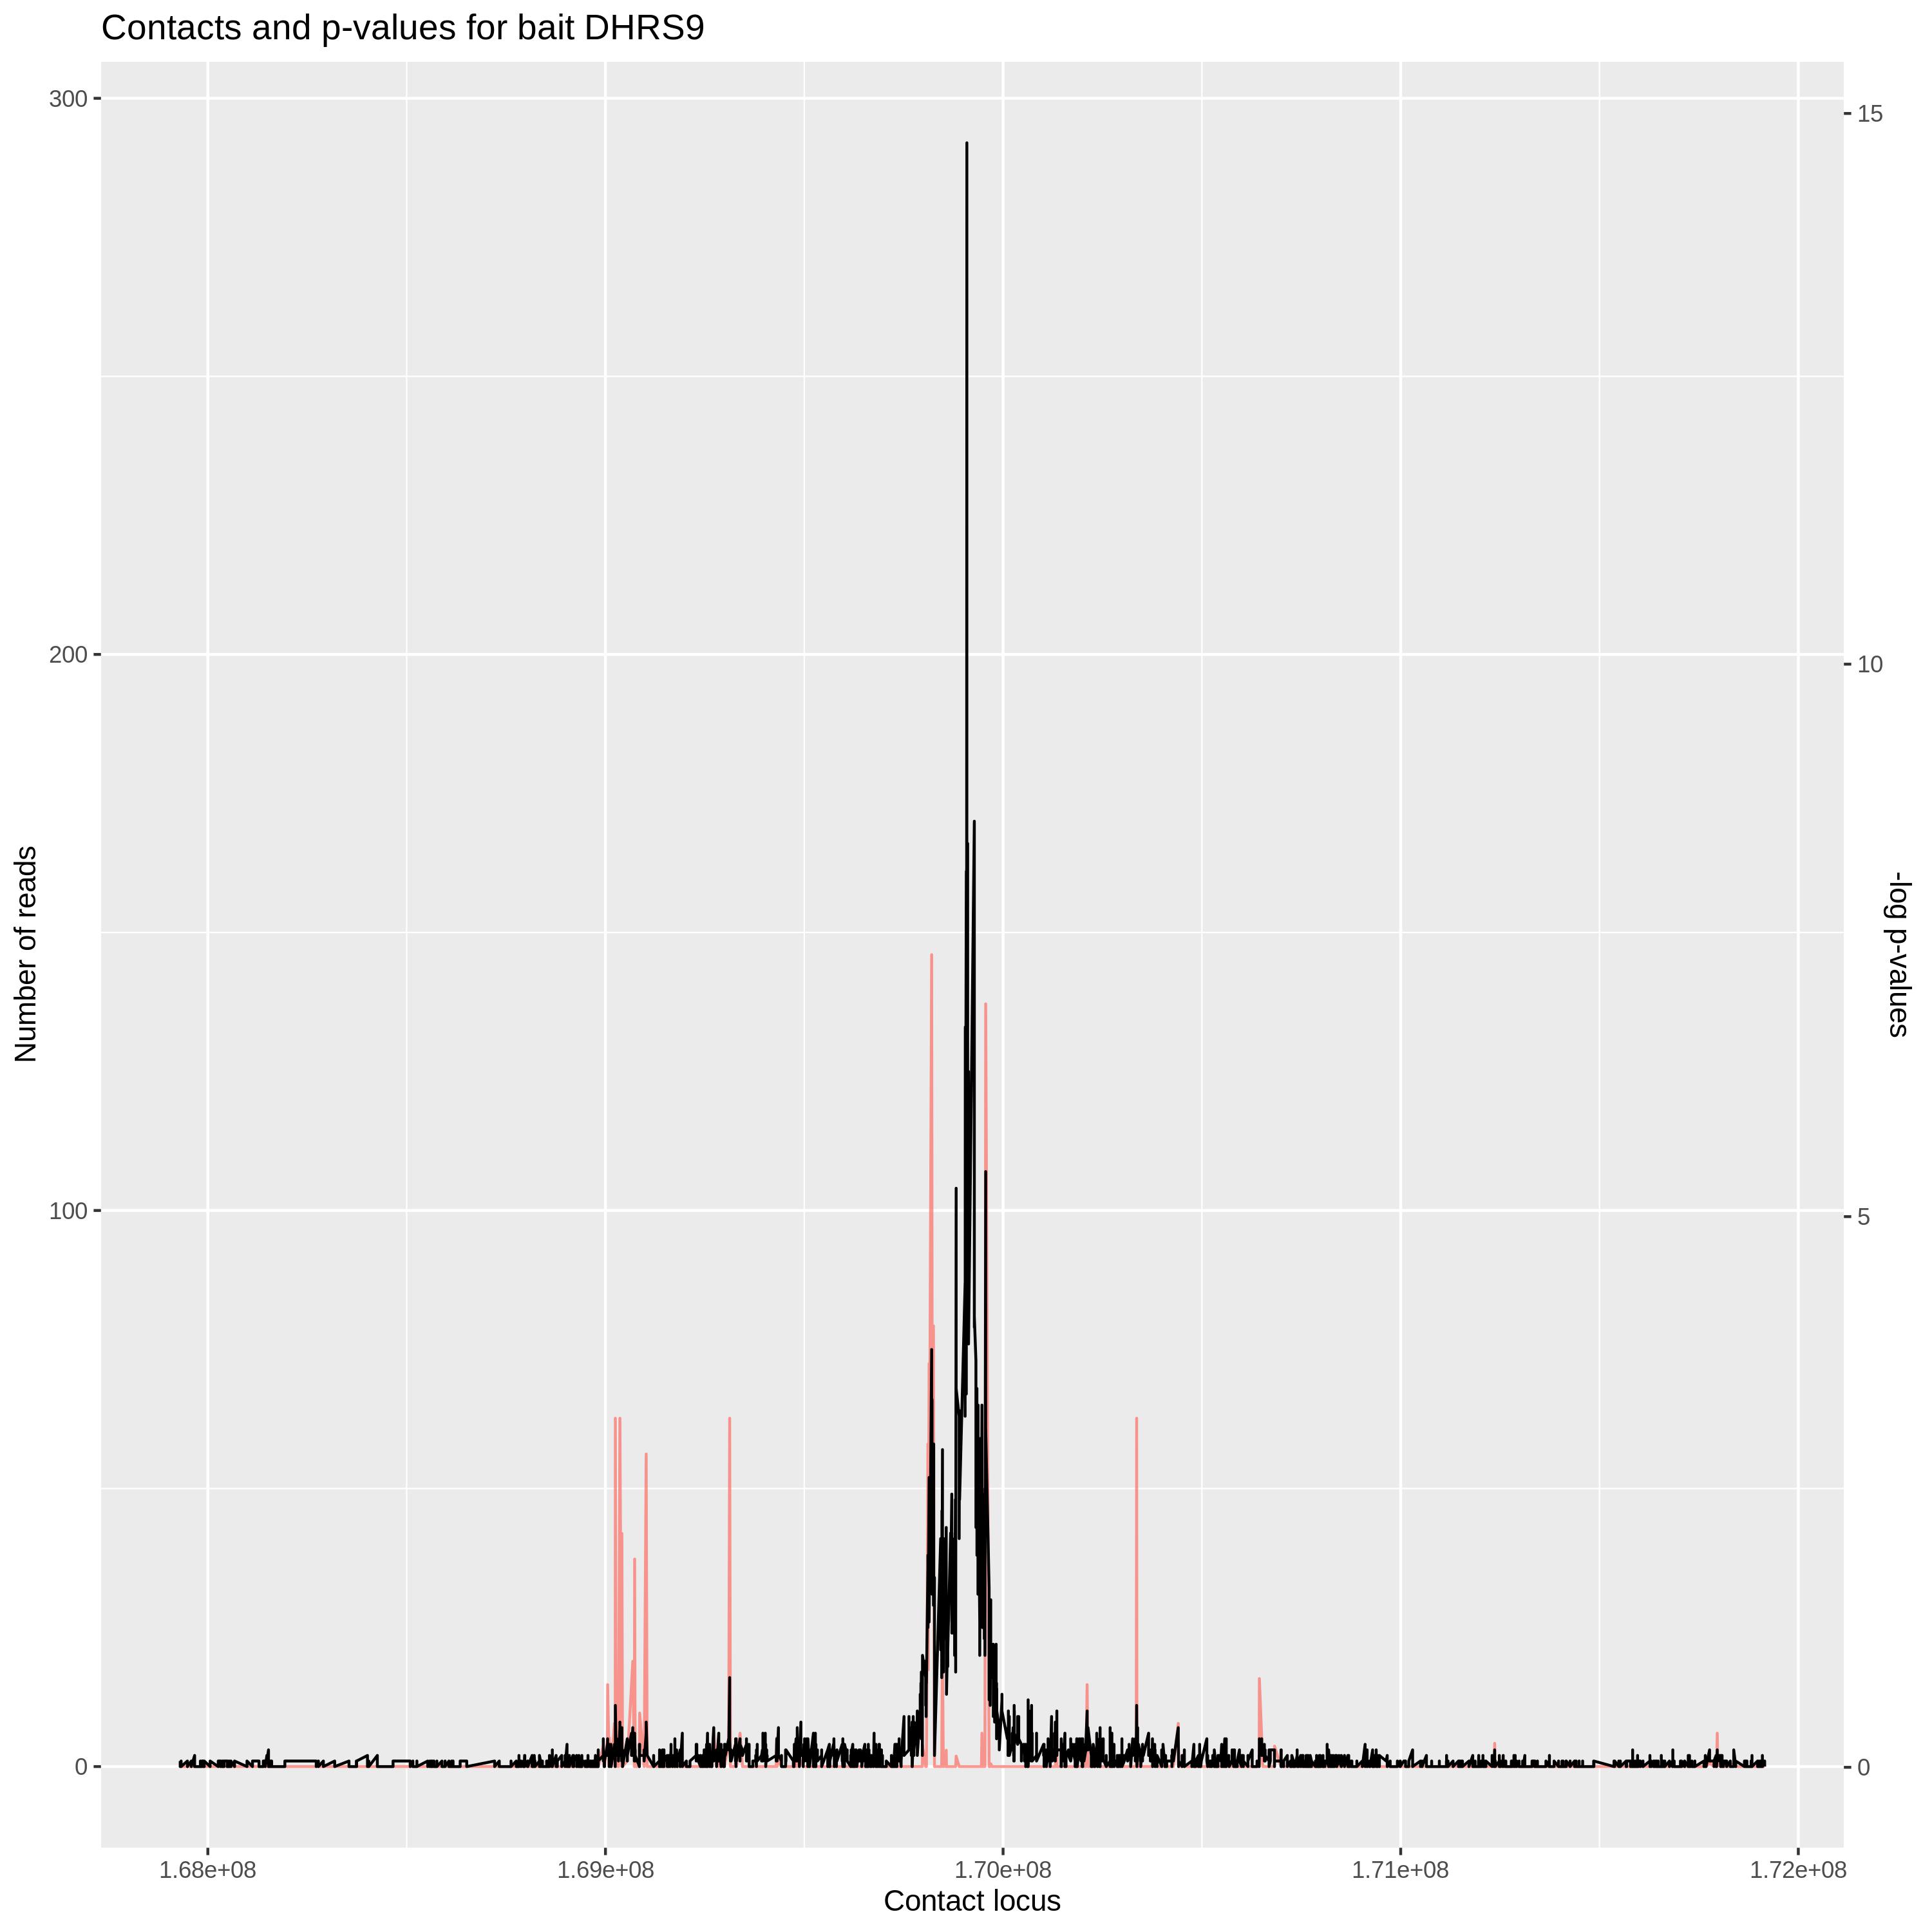 Contacts and p-values for bait DHRS9
300
200
100
0
15
10
5
0
Number of reads
-log p-values
1.68e+08
1.69e+08
1.70e+08
1.71e+08
1.72e+08
Contact locus